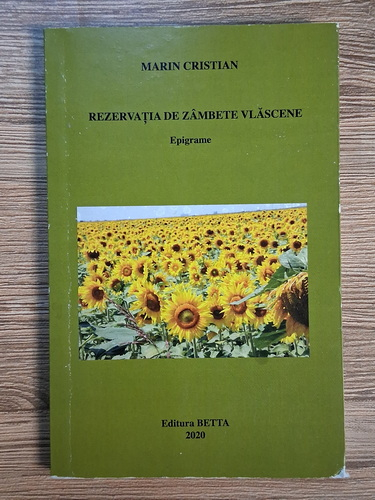 MARIN CRISTIAN
REZERVAȚIA DE ZÂMBETE VLĂSCENE
Epigrame
Editura BETTA
2020